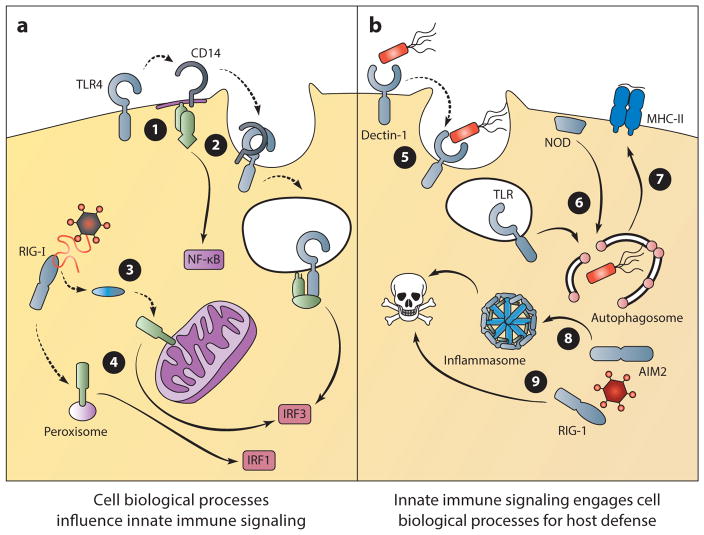 a
CD14
TLR4
1
2
RIG-I
NF-κB
3
4
Peroxisome
IRF3
IRF1
Cell biological processes
influence innate immune signaling
b
Dectin-1
MHC-II
NOD
5
TLR
6
7
Autophagosome
Inflammasome
8
AIM2
9
RIG-1
Innate immune signaling engages cell
biological processes for host defense